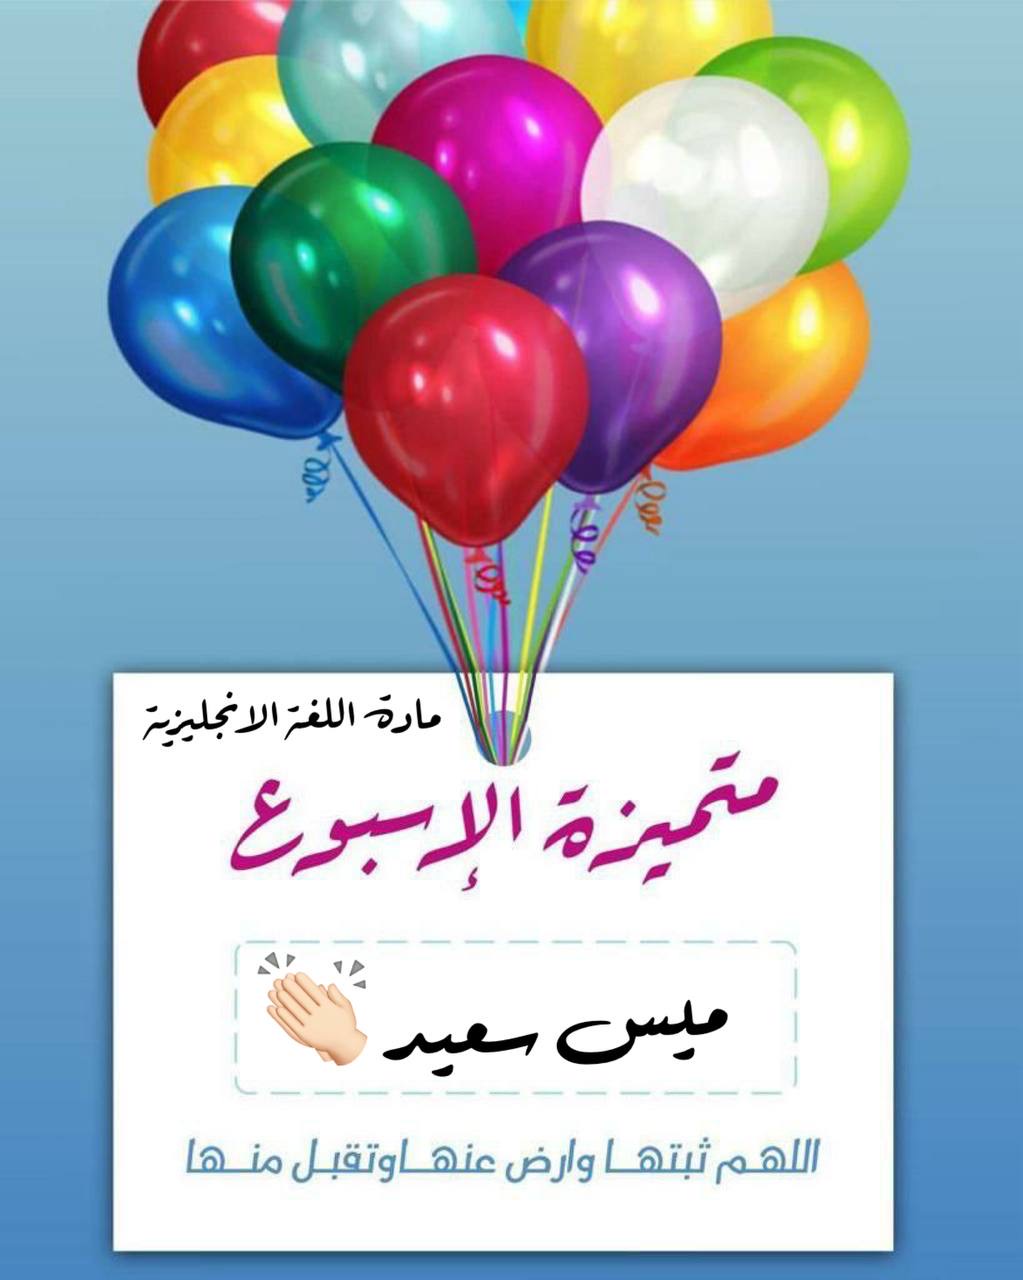 مادة اللغة الانجليزية
متميزة الإسبوع
ميس سعيد
اللهم ثبتها وارض عنها وتقبل منها